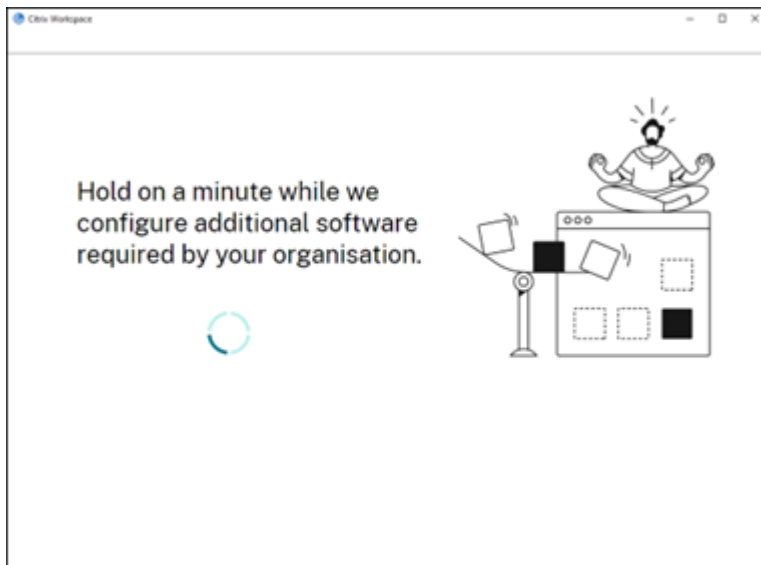 Citrix Workspace
Hold on a minute while we
configure additional software
required by your organisation.